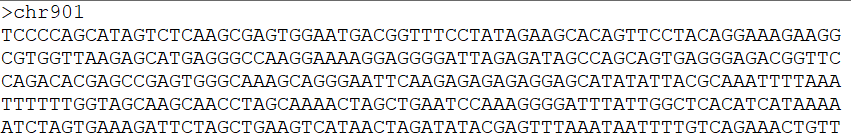 >chr901
TCCCCAGCATAGTCTCAAGCGAGTGGAATGACGGTTTCCTATAGAAGCACAGTTCCTACAGGAAAGAAGG
CGTGGTTAAGAGCATGAGGGCCAAGGAAAAGGAGGGGATTAGAGATAGCCAGCAGTGAGGGAGACGGTTC
CAGACACGAGCCGAGTGGGCAAAGCAGGGAATTCAAGAGAGAGAGGAGCATATATTACGCAAATTTTAAA
TTTTTTGGTAGCAAGCAACCTAGCAAAACTAGCTGAATCCAAAGGGGATTTATTGGCTCACATCATAAAA
ATCTAGTGAAAGATTCTAGCTGAAGTCATAACTAGATATACGAGTTTAAATAATTTTGTCAGAAACTGTT